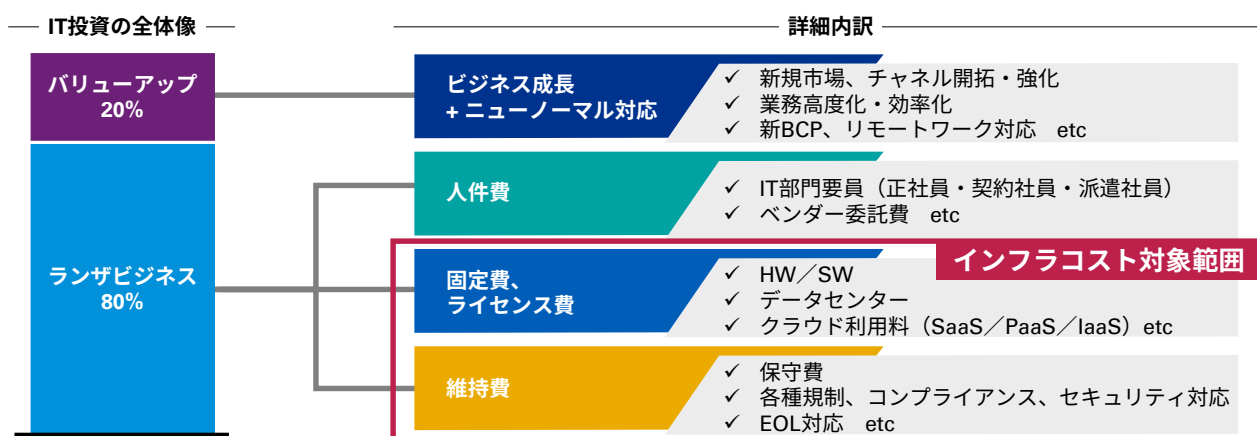 IT投資の全体像
詳細内訳
バリューアップ
20%
ビジネス成長
+ ニューノーマル対応
✓ 新規市場、チャネル開拓・強化
✓ 業務高度化・効率化
✓ 新BCP、リモートワーク対応 etc
ランザビジネス
80%
人件費
✓ IT部門要員（正社員・契約社員・派遣社員）
✓ ベンダー委託費 etc
インフラコスト対象範囲
固定費、
ライセンス費
✓ HW／SW
✓ データセンター
✓ クラウド利用料（SaaS／PaaS／IaaS）etc
維持費
✓ 保守費
✓ 各種規制、コンプライアンス、セキュリティ対応
✓ EOL対応 etc